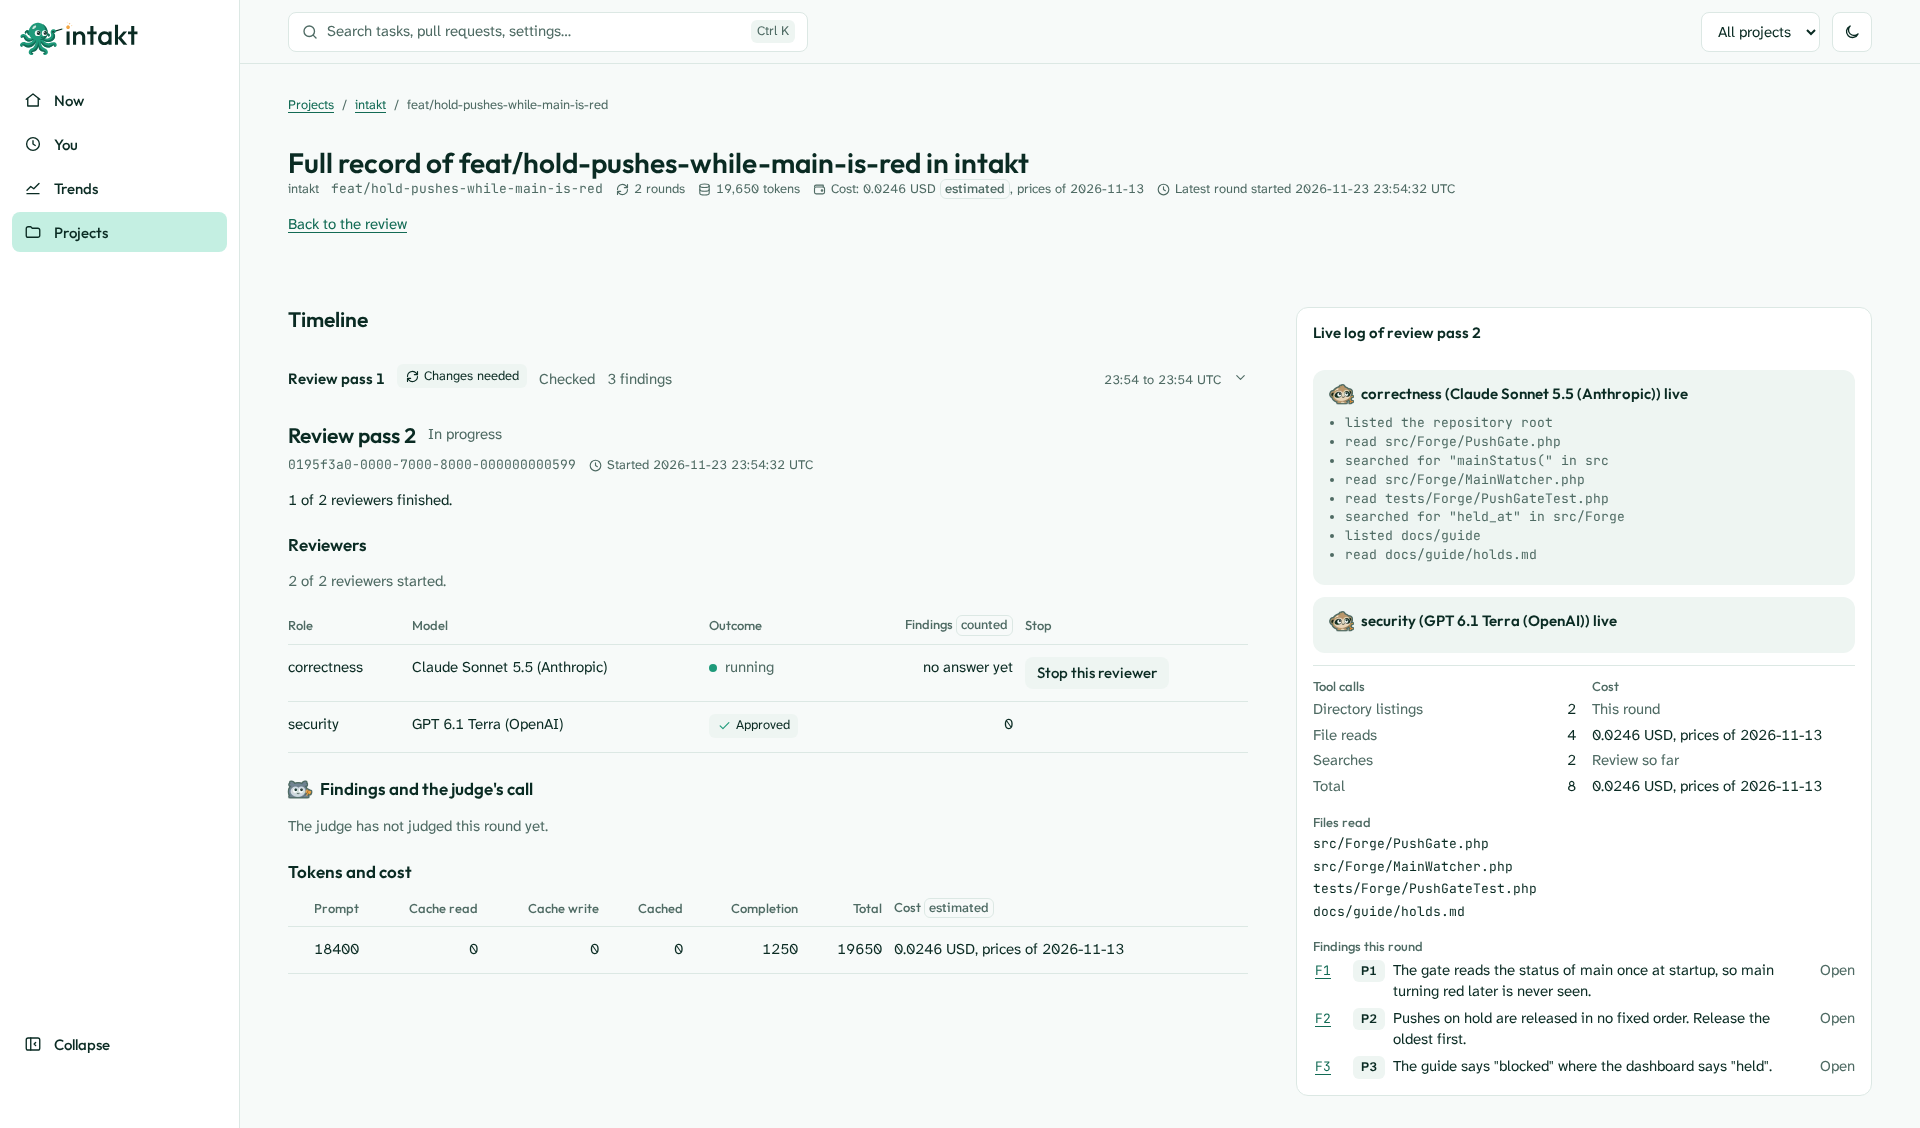 intakt
Search tasks, pull requests, settings...
Ctrl K
All projects
Now
You
Trends
Projects
Collapse
Projects / intakt / feat/hold-pushes-while-main-is-red
Full record of feat/hold-pushes-while-main-is-red in intakt
intakt feat/hold-pushes-while-main-is-red 2 rounds 19,650 tokens Cost: 0.0246 USD estimated, prices of 2026-11-13 Latest round started 2026-11-23 23:54:32 UTC
Back to the review
Timeline
Review pass 1 Changes needed Checked 3 findings 23:54 to 23:54 UTC
Review pass 2 In progress
0195f3a0-0000-7000-8000-000000000599 Started 2026-11-23 23:54:32 UTC
1 of 2 reviewers finished.
Reviewers
2 of 2 reviewers started.
Role Model Outcome Findings counted Stop
correctness Claude Sonnet 5.5 (Anthropic) running no answer yet Stop this reviewer
security GPT 6.1 Terra (OpenAI) Approved 0
Findings and the judge's call
The judge has not judged this round yet.
Tokens and cost
Prompt Cache read Cache write Cached Completion Total Cost estimated
18400 0 0 0 1250 19650 0.0246 USD, prices of 2026-11-13
Live log of review pass 2
correctness (Claude Sonnet 5.5 (Anthropic)) live
• listed the repository root
• read src/Forge/PushGate.php
• searched for "mainStatus(" in src
• read src/Forge/MainWatcher.php
• read tests/Forge/PushGateTest.php
• searched for "held_at" in src/Forge
• listed docs/guide
• read docs/guide/holds.md
security (GPT 6.1 Terra (OpenAI)) live
Tool calls Cost
Directory listings 2 This round
File reads 4 0.0246 USD, prices of 2026-11-13
Searches 2 Review so far
Total 8 0.0246 USD, prices of 2026-11-13
Files read
src/Forge/PushGate.php
src/Forge/MainWatcher.php
tests/Forge/PushGateTest.php
docs/guide/holds.md
Findings this round
F1 P1 The gate reads the status of main once at startup, so main Open
turning red later is never seen.
F2 P2 Pushes on hold are released in no fixed order. Release the Open
oldest first.
F3 P3 The guide says "blocked" where the dashboard says "held". Open